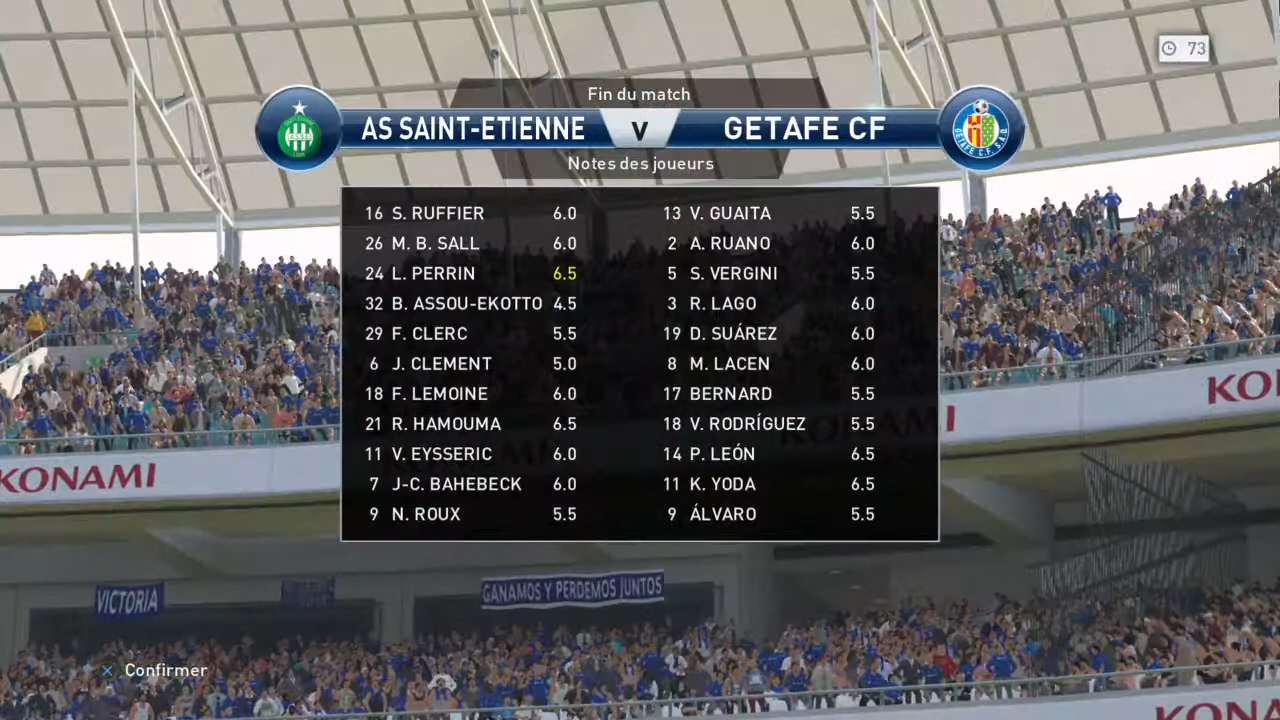 73
Fin du match
AS SAINT-ETIENNE V GETAFE CF
Notes des joueurs
16 S. RUFFIER 6.0 13 V. GUAITA 5.5
26 M. B. SALL 6.0 2 A. RUANO 6.0
24 L. PERRIN 6.5 5 S. VERGINI 5.5
32 B. ASSOU-EKOTTO 4.5 3 R. LAGO 6.0
29 F. CLERC 5.5 19 D. SUÁREZ 6.0
6 J. CLEMENT 5.0 8 M. LACEN 6.0
18 F. LEMOINE 6.0 17 BERNARD 5.5
21 R. HAMOUMA 6.5 18 V. RODRÍGUEZ 5.5
11 V. EYSSERIC 6.0 14 P. LEÓN 6.5
7 J-C. BAHEBECK 6.0 11 K. YODA 6.5
9 N. ROUX 5.5 9 ÁLVARO 5.5
KONAMI
VICTORIA
GANAMOS Y PERDEMOS JUNTOS
× Confirmer